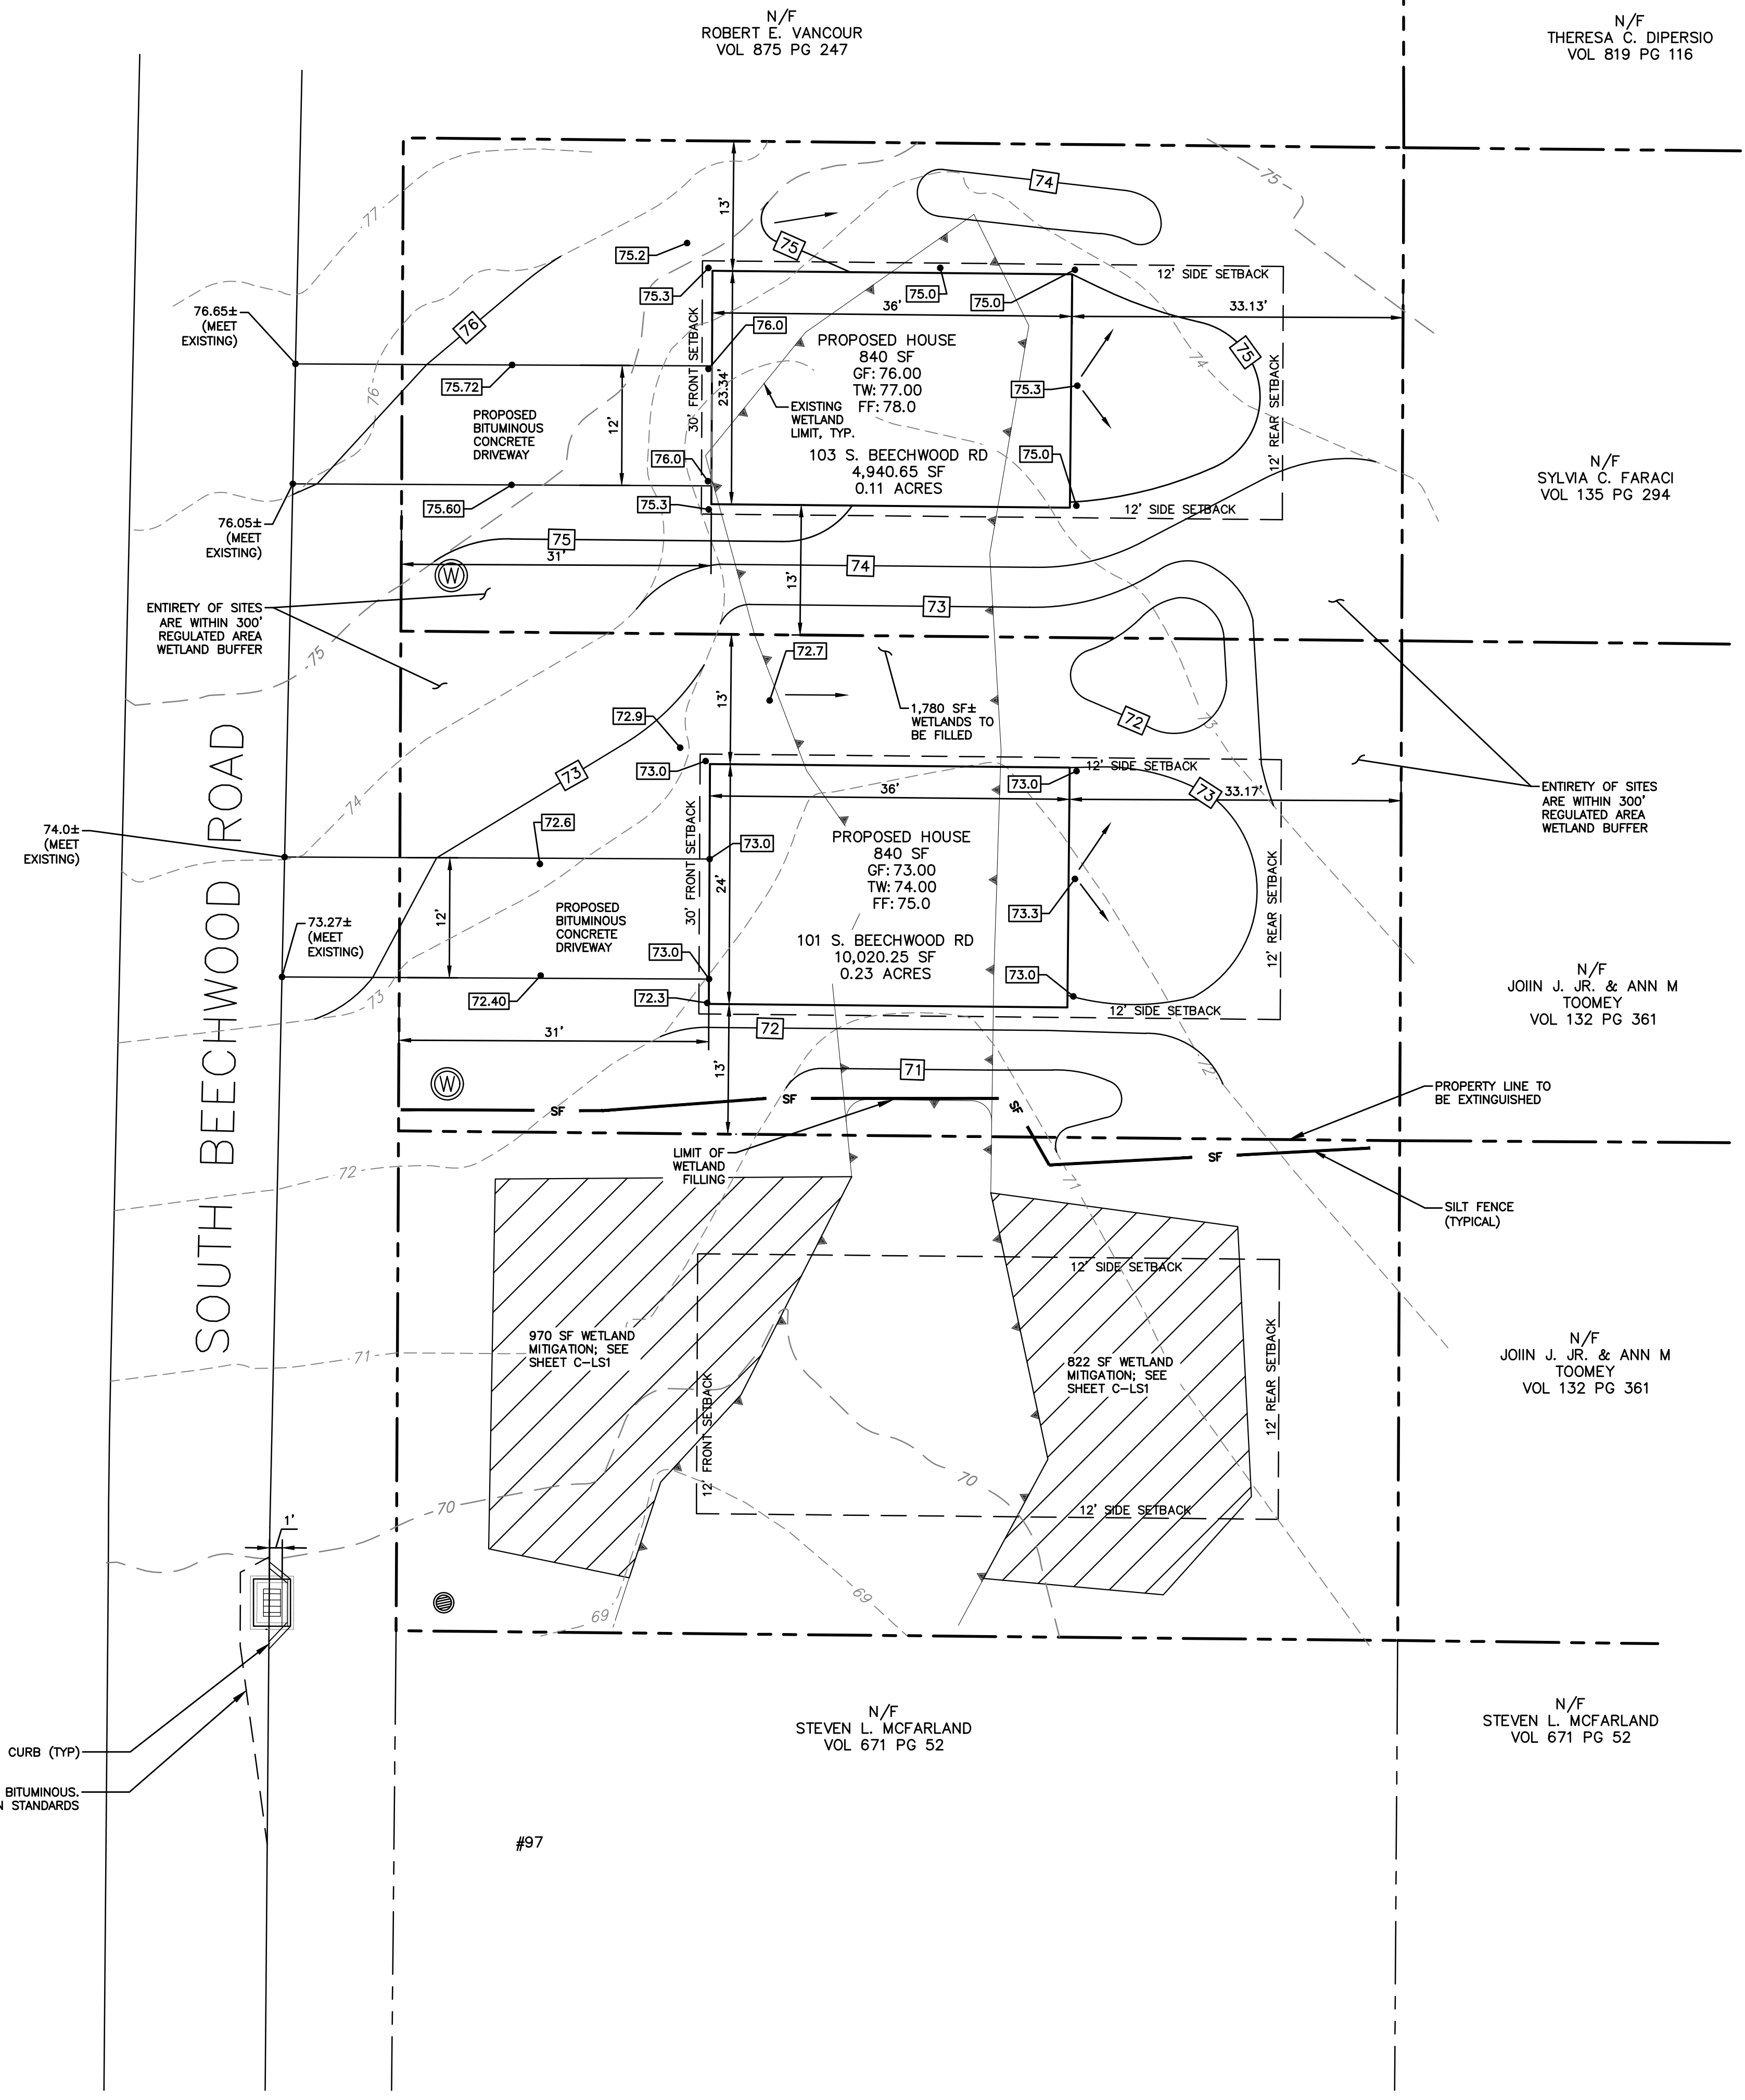 N/F
ROBERT E. VANCOUR
VOL 875 PG 247
N/F
THERESA C. DIPERSIO
VOL 819 PG 116
77
75
74
13'
75
75.2
12' SIDE SETBACK
75.3
75.0
75.0
36'
33.13'
76.65±
(MEET
EXISTING)
76
76.0
30' FRONT SETBACK
PROPOSED HOUSE
840 SF
GF: 76.00
TW: 77.00
FF: 78.0
23.34'
75
74
12' REAR SETBACK
75.72
76
75.3
EXISTING
WETLAND
LIMIT, TYP.
PROPOSED
BITUMINOUS
CONCRETE
DRIVEWAY
12'
76.0
103 S. BEECHWOOD RD
4,940.65 SF
0.11 ACRES
75.0
N/F
SYLVIA C. FARACI
VOL 135 PG 294
75.60
75.3
12' SIDE SETBACK
76.05±
(MEET
EXISTING)
75
31'
74
W
13'
73
ENTIRETY OF SITES
ARE WITHIN 300'
REGULATED AREA
WETLAND BUFFER
75
72.7
13'
72.9
1,780 SF±
WETLANDS TO
BE FILLED
72
73
73
73.0
12' SIDE SETBACK
73.0
36'
73
33.17'
ENTIRETY OF SITES
ARE WITHIN 300'
REGULATED AREA
WETLAND BUFFER
74
74.0±
(MEET
EXISTING)
72.6
73.0
30' FRONT SETBACK
24'
PROPOSED HOUSE
840 SF
GF: 73.00
TW: 74.00
FF: 75.0
12' REAR SETBACK
12'
PROPOSED
BITUMINOUS
CONCRETE
DRIVEWAY
73.3
73.27±
(MEET
EXISTING)
101 S. BEECHWOOD RD
10,020.25 SF
0.23 ACRES
73.0
73.0
73
72.40
72.3
12' SIDE SETBACK
N/F
JOIIN J. JR. & ANN M
TOOMEY
VOL 132 PG 361
31'
72
13'
71
72
W
SF
SF
SF
PROPERTY LINE TO
BE EXTINGUISHED
SOUTH BEECHWOOD ROAD
72
LIMIT OF
WETLAND
FILLING
SF
71
SILT FENCE
(TYPICAL)
12' SIDE SETBACK
970 SF WETLAND
MITIGATION; SEE
SHEET C-LS1
71
822 SF WETLAND
MITIGATION; SEE
SHEET C-LS1
12' FRONT SETBACK
12' REAR SETBACK
N/F
JOIIN J. JR. & ANN M
TOOMEY
VOL 132 PG 361
70
70
12' SIDE SETBACK
1'
69
69
N/F
STEVEN L. MCFARLAND
VOL 671 PG 52
N/F
STEVEN L. MCFARLAND
VOL 671 PG 52
CURB (TYP)
BITUMINOUS.
STANDARDS
#97